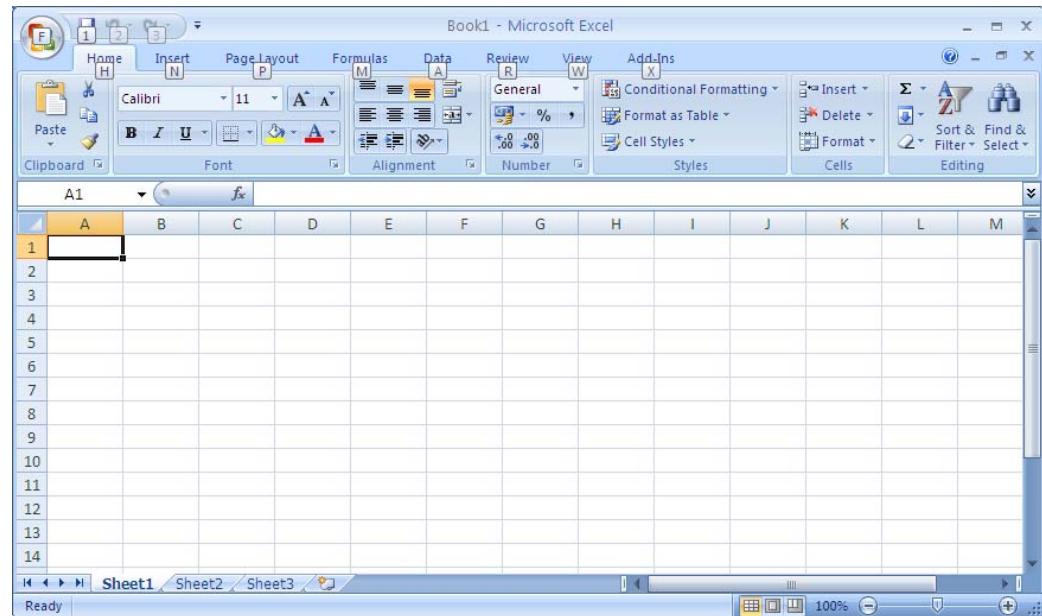 Book1 - Microsoft Excel
F 1 2 3
Home Insert Page Layout Formulas Data Review View Add-Ins
H N P M A R W X
Calibri 11 A A General Conditional Formatting Insert Σ
Paste B I U A % , Format as Table Delete Sort & Find &
.0 .00 .00 .0 Cell Styles Format Filter Select
Clipboard Font Alignment Number Styles Cells Editing
A1 fx
A B C D E F G H I J K L M
1
2
3
4
5
6
7
8
9
10
11
12
13
14
Sheet1 Sheet2 Sheet3
Ready 100%